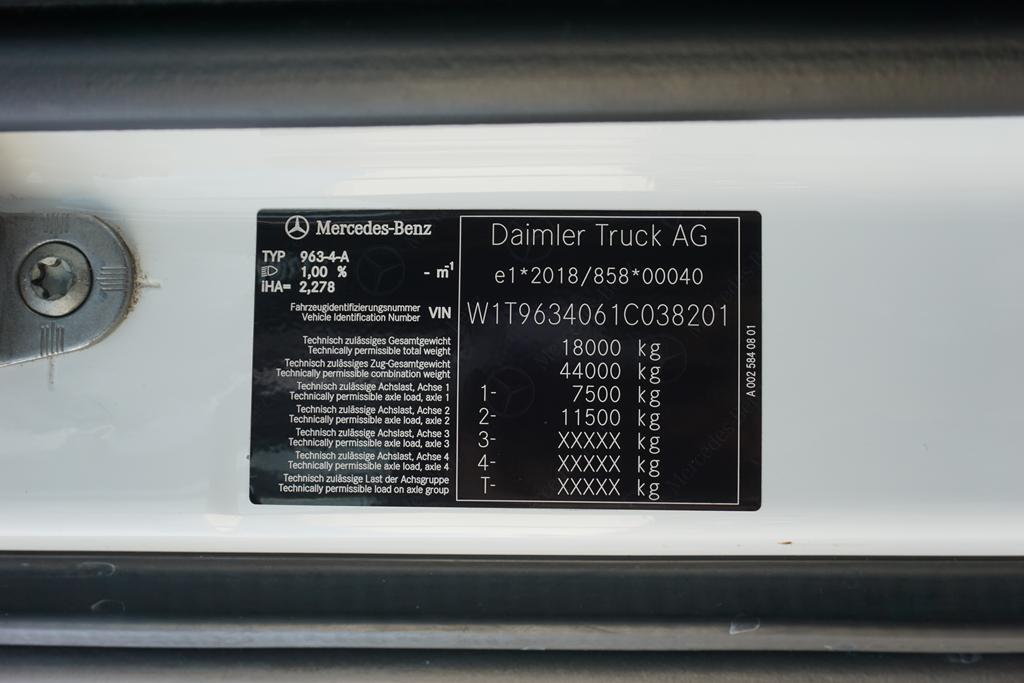 Mercedes-Benz
Daimler Truck AG
TYP 963-4-A
1,00 % - m⁻¹
iHA= 2,278
e1*2018/858*00040
Fahrzeugidentifizierungsnummer
Vehicle Identification Number VIN W1T9634061C038201
Technisch zulässiges Gesamtgewicht
Technically permissible total weight 18000 kg
Technisch zulässiges Zug-Gesamtgewicht
Technically permissible combination weight 44000 kg
Technisch zulässige Achslast, Achse 1
Technically permissible axle load, axle 1 1- 7500 kg
Technisch zulässige Achslast, Achse 2
Technically permissible axle load, axle 2 2- 11500 kg
Technisch zulässige Achslast, Achse 3
Technically permissible axle load, axle 3 3- XXXXX kg
Technisch zulässige Achslast, Achse 4
Technically permissible axle load, axle 4 4- XXXXX kg
Technisch zulässige Last der Achsgruppe
Technically permissible load on axle group T- XXXXX kg
A 002 584 08 01